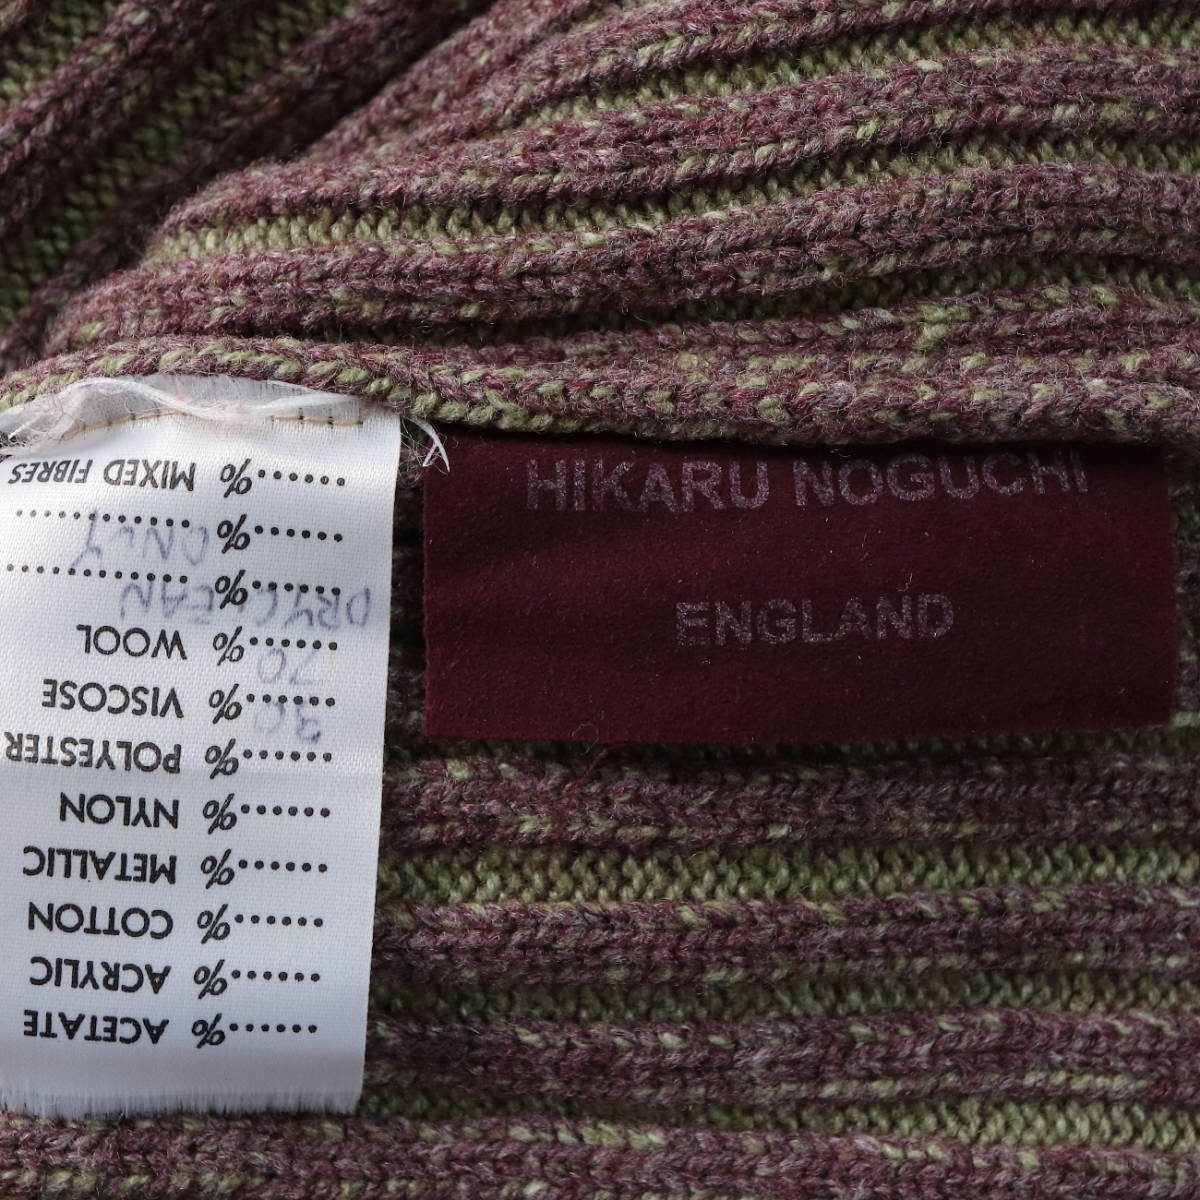 HIKARU NOGUCHI
ENGLAND
......% ACETATE
......% ACRYLIC
......% COTTON
......% METALLIC
......% NYLON
......% POLYESTER
30 ......% VISCOSE
70 ......% WOOL
DRYCLEAN ......% ..................
ONLY ......% ..................
......% MIXED FIBRES